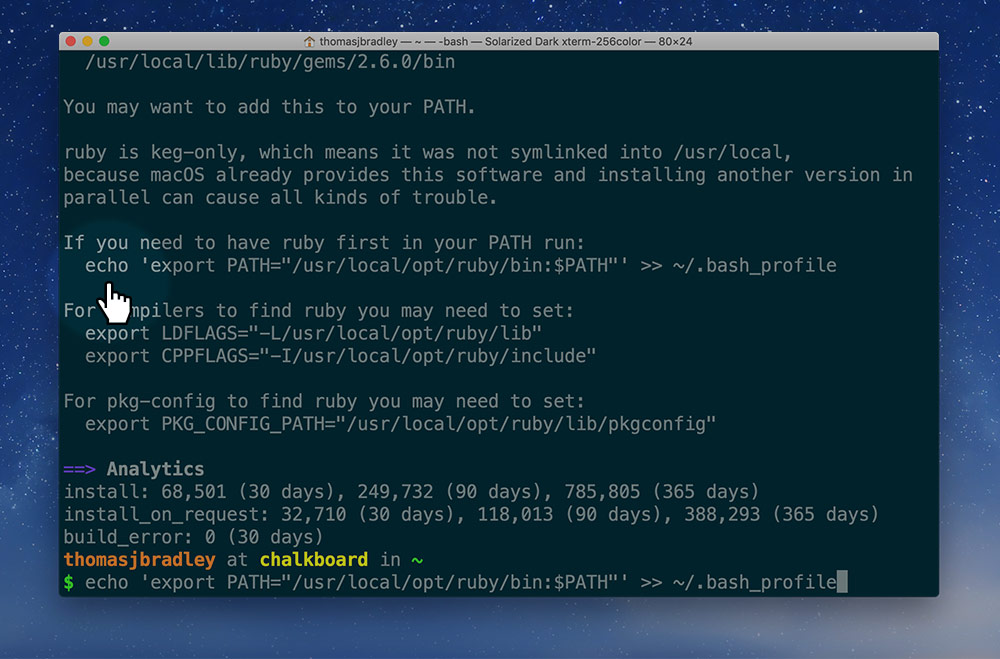 thomasjbradley — ~ — -bash — Solarized Dark xterm-256color — 80×24
/usr/local/lib/ruby/gems/2.6.0/bin
You may want to add this to your PATH.
ruby is keg-only, which means it was not symlinked into /usr/local,
because macOS already provides this software and installing another version in
parallel can cause all kinds of trouble.
If you need to have ruby first in your PATH run:
echo 'export PATH="/usr/local/opt/ruby/bin:$PATH"' >> ~/.bash_profile
For compilers to find ruby you may need to set:
export LDFLAGS="-L/usr/local/opt/ruby/lib"
export CPPFLAGS="-I/usr/local/opt/ruby/include"
For pkg-config to find ruby you may need to set:
export PKG_CONFIG_PATH="/usr/local/opt/ruby/lib/pkgconfig"
==> Analytics
install: 68,501 (30 days), 249,732 (90 days), 785,805 (365 days)
install_on_request: 32,710 (30 days), 118,013 (90 days), 388,293 (365 days)
build_error: 0 (30 days)
thomasjbradley at chalkboard in ~
$ echo 'export PATH="/usr/local/opt/ruby/bin:$PATH"' >> ~/.bash_profile